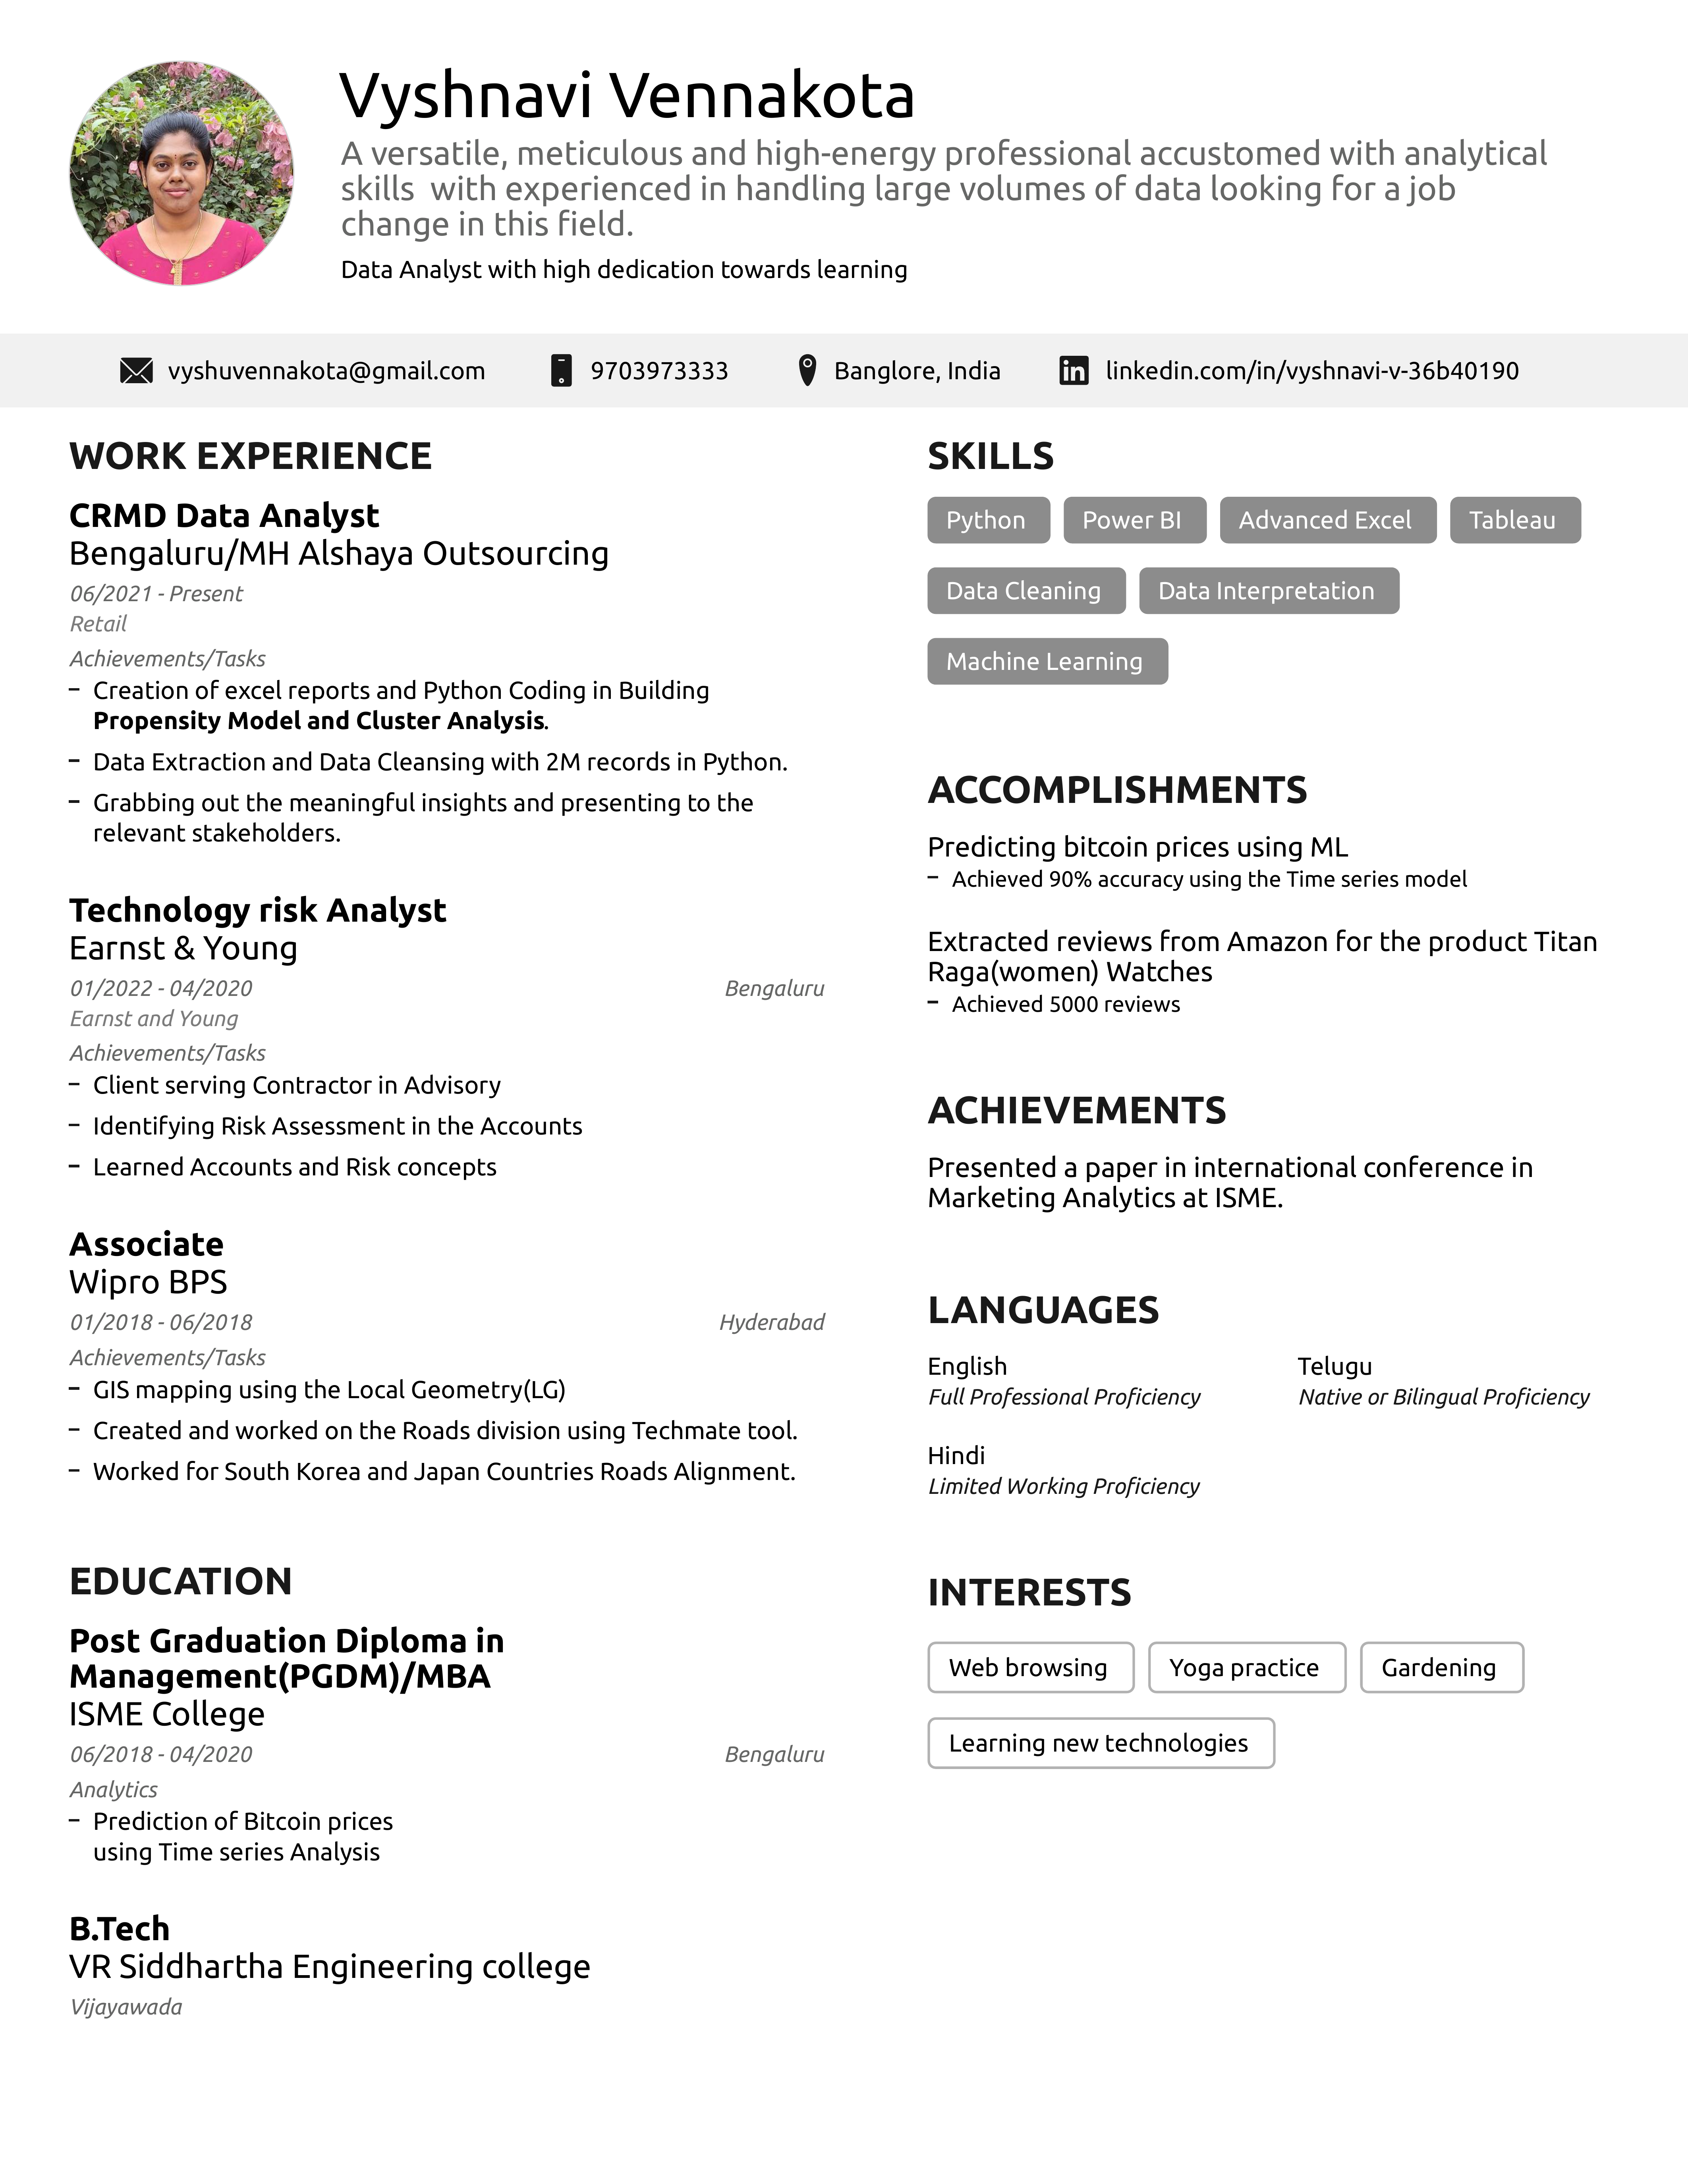 Vyshnavi Vennakota
A versatile, meticulous and high-energy professional accustomed with analytical
skills  with experienced in handling large volumes of data looking for a job
change in this field.
Data Analyst with high dedication towards learning
vyshuvennakota@gmail.com
9703973333
Banglore, India
linkedin.com/in/vyshnavi-v-36b40190
WORK EXPERIENCE
CRMD Data Analyst
Bengaluru/MH Alshaya Outsourcing
06/2021 - Present
Retail
Achievements/Tasks
– Creation of excel reports and Python Coding in Building
Propensity Model and Cluster Analysis.
– Data Extraction and Data Cleansing with 2M records in Python.
– Grabbing out the meaningful insights and presenting to the
relevant stakeholders.
Technology risk Analyst
Earnst & Young
01/2022 - 04/2020
Bengaluru
Earnst and Young
Achievements/Tasks
– Client serving Contractor in Advisory
– Identifying Risk Assessment in the Accounts
– Learned Accounts and Risk concepts
Associate
Wipro BPS
01/2018 - 06/2018
Hyderabad
Achievements/Tasks
– GIS mapping using the Local Geometry(LG)
– Created and worked on the Roads division using Techmate tool.
– Worked for South Korea and Japan Countries Roads Alignment.
EDUCATION
Post Graduation Diploma in
Management(PGDM)/MBA
ISME College
06/2018 - 04/2020
Bengaluru
Analytics
– Prediction of Bitcoin prices
using Time series Analysis
B.Tech
VR Siddhartha Engineering college
Vijayawada
SKILLS
Python
Power BI
Advanced Excel
Tableau
Data Cleaning
Data Interpretation
Machine Learning
ACCOMPLISHMENTS
Predicting bitcoin prices using ML
– Achieved 90% accuracy using the Time series model
Extracted reviews from Amazon for the product Titan
Raga(women) Watches
– Achieved 5000 reviews
ACHIEVEMENTS
Presented a paper in international conference in
Marketing Analytics at ISME.
LANGUAGES
English
Full Professional Proficiency
Telugu
Native or Bilingual Proficiency
Hindi
Limited Working Proficiency
INTERESTS
Web browsing
Yoga practice
Gardening
Learning new technologies